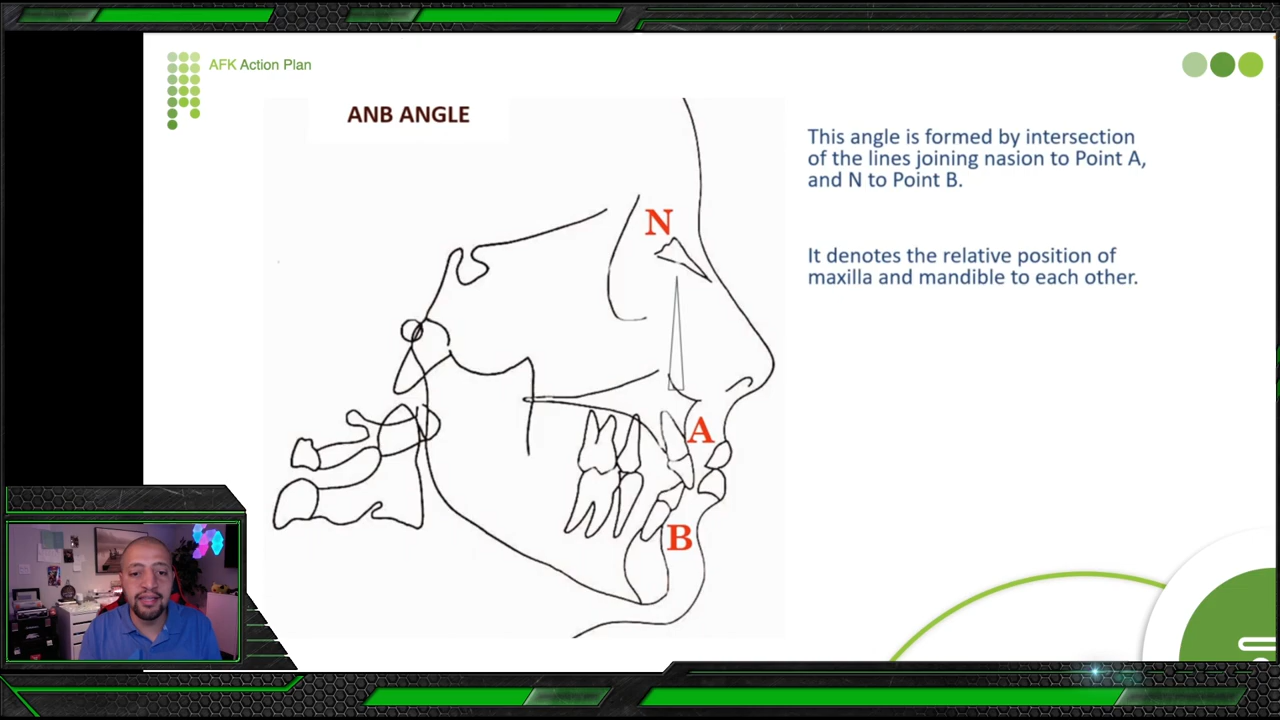 AFK Action Plan
ANB ANGLE
This angle is formed by intersection
of the lines joining nasion to Point A,
and N to Point B.
N
It denotes the relative position of
maxilla and mandible to each other.
A
B